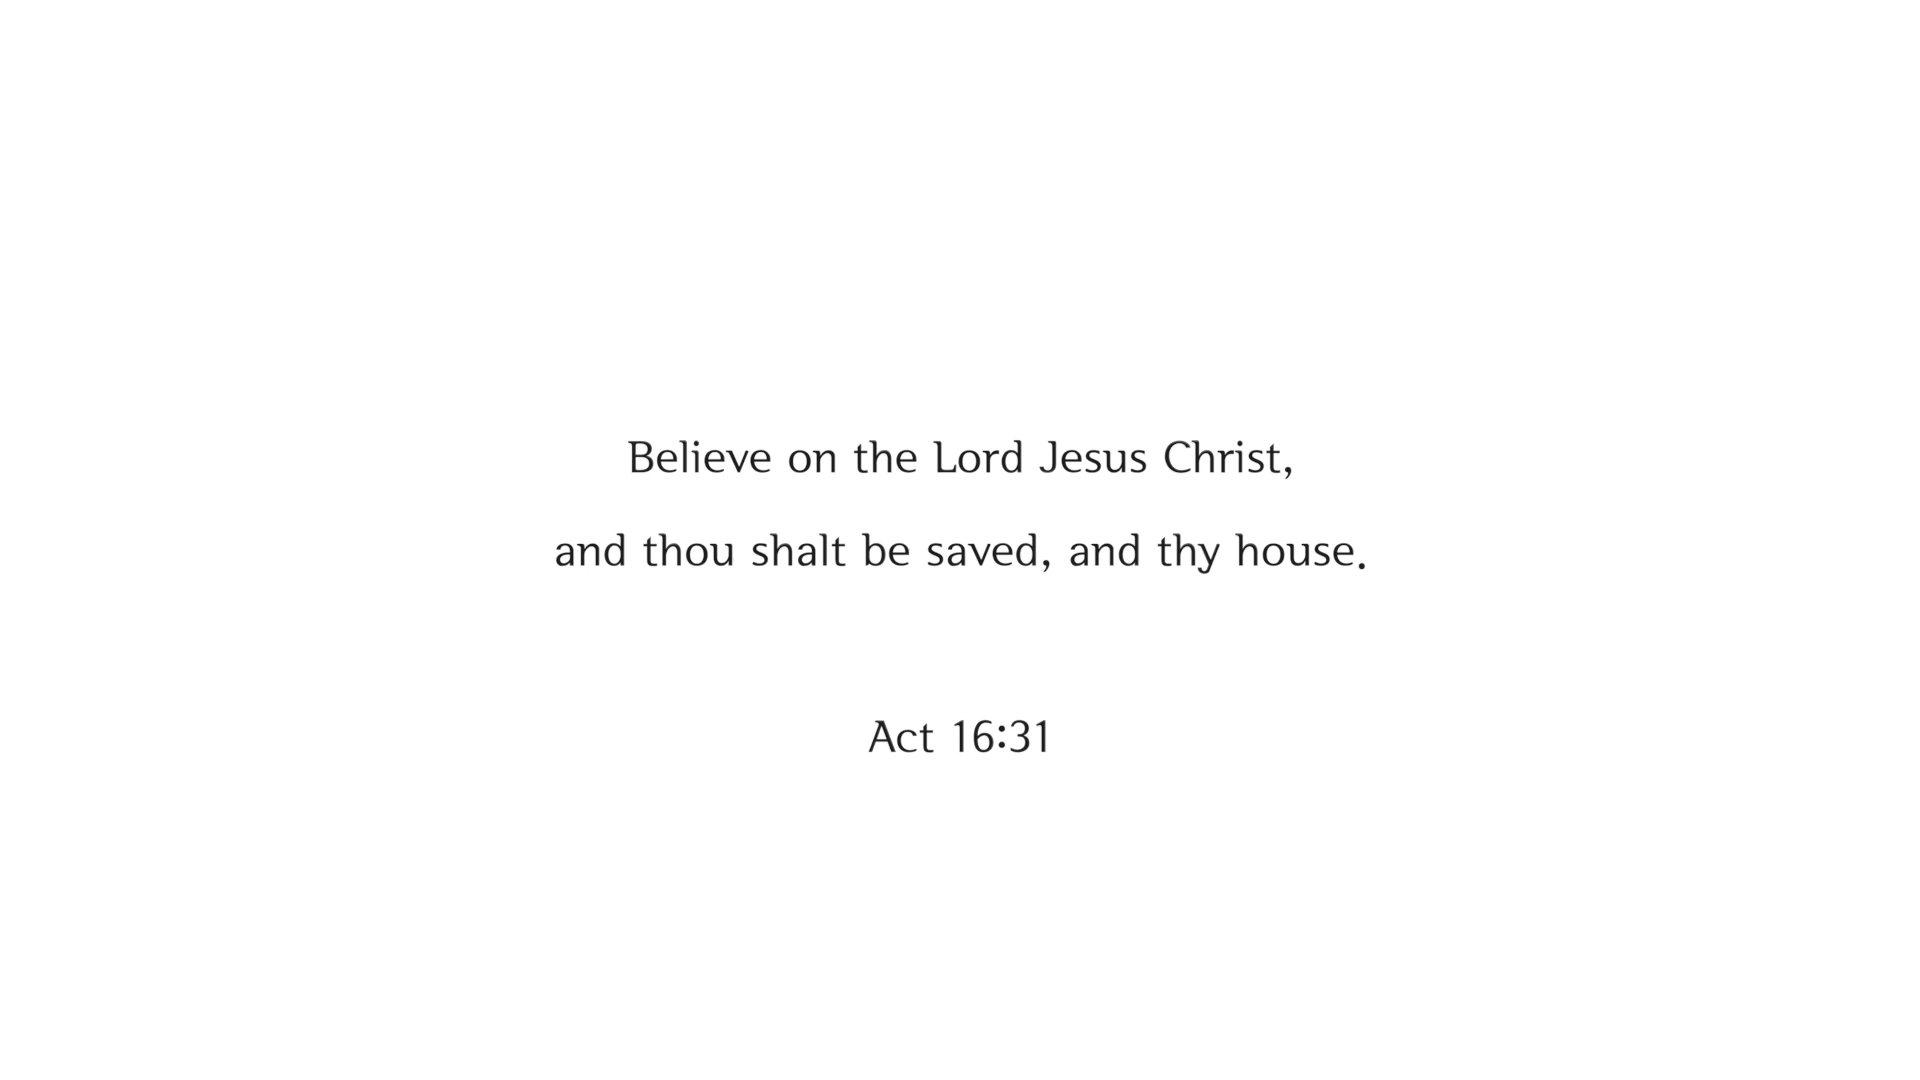 Believe on the Lord Jesus Christ,
and thou shalt be saved, and thy house.
Act 16:31